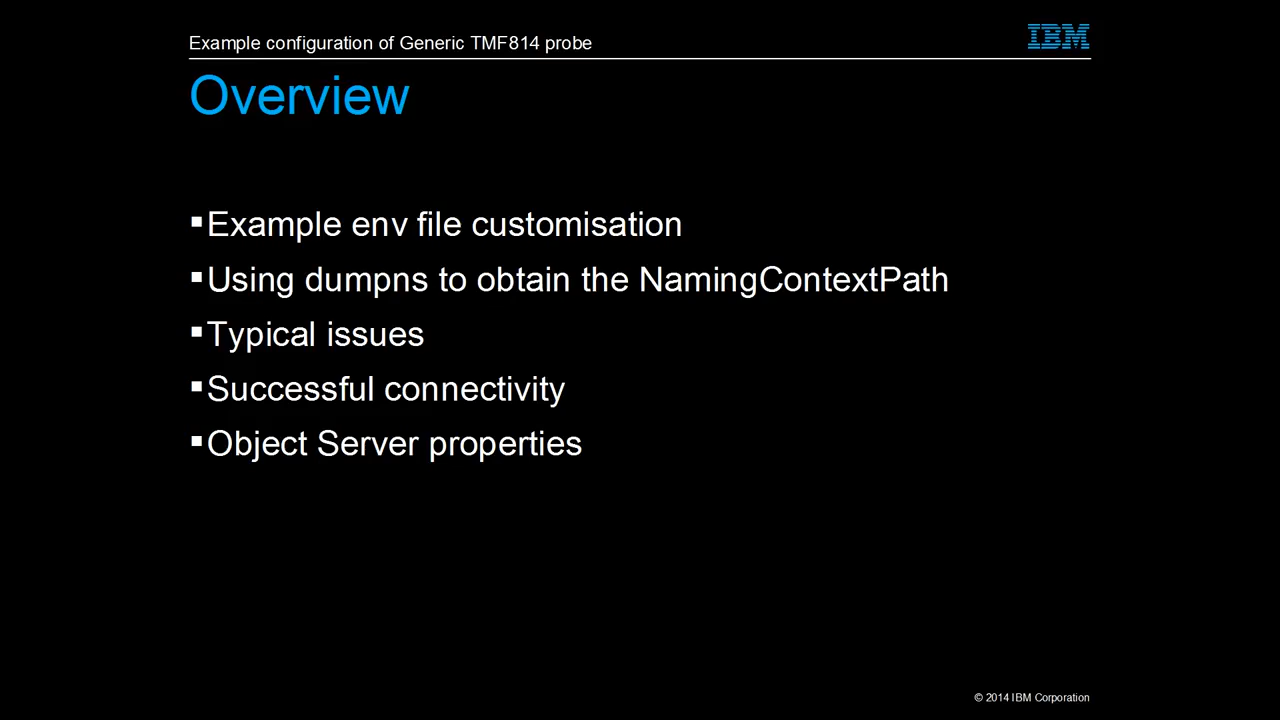 Example configuration of Generic TMF814 probe
IBM
Overview
▪Example env file customisation
▪Using dumpns to obtain the NamingContextPath
▪Typical issues
▪Successful connectivity
▪Object Server properties
© 2014 IBM Corporation